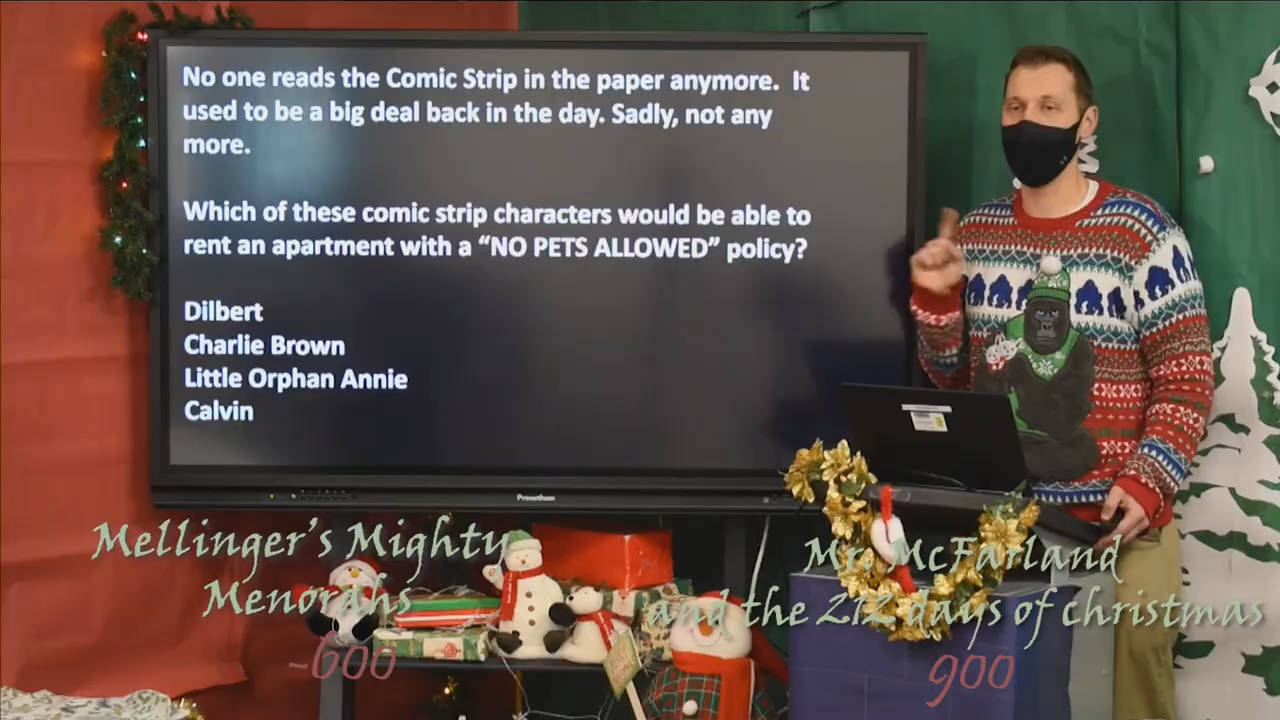 No one reads the Comic Strip in the paper anymore.  It
used to be a big deal back in the day. Sadly, not any
more.
Which of these comic strip characters would be able to
rent an apartment with a “NO PETS ALLOWED” policy?
Dilbert
Charlie Brown
Little Orphan Annie
Calvin
Promethean
Mellinger's Mighty
Menorahs
-600
Mr. McFarland
and the 212 days of christmas
900